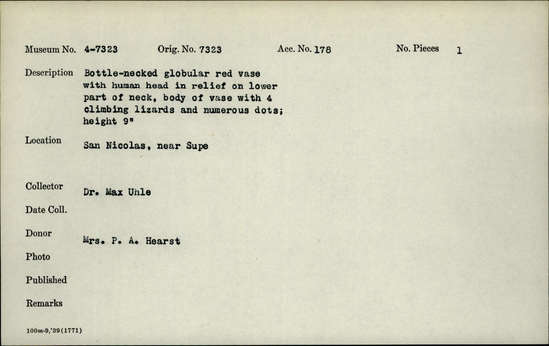 Museum No. 4-7323 Orig. No. 7323 Acc. No. 178 No. Pieces 1
Description Bottle-necked globular red vase
with human head in relief on lower
part of neck, body of vase with 4
climbing lizards and numerous dots;
height 9"
Location San Nicolas, near Supe
Collector Dr. Max Uhle
Date Coll.
Donor Mrs. P. A. Hearst
Photo
Published
Remarks
100m-9,'39(1771)